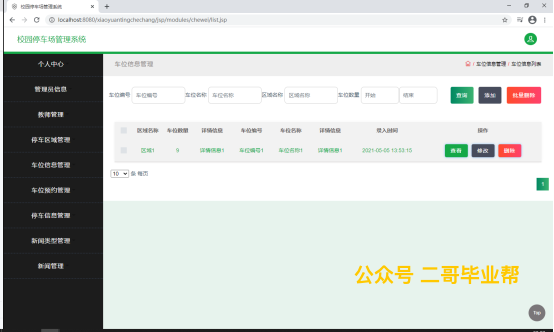 校园停车场管理系统
localhost:8080/xiaoyuantingchechang/jsp/modules/chewei/list.jsp
校园停车场管理系统
个人中心
管理员信息
教师管理
停车区域管理
车位信息管理
车位预约管理
停车信息管理
新闻类型管理
新闻管理
车位信息管理
/ 车位信息管理 / 车位信息列表
车位编号 车位编号 车位名称 车位名称 区域名称 区域名称 车位数量 开始 结束 查询 添加 批量删除
区域名称 车位数量 详情信息 车位编号 车位名称 详情信息 录入时间 操作
区域1 9 详情信息1 车位编号1 车位名称1 详情信息1 2021-05-05 13:53:15 查看 修改 删除
10 条 每页
1
公众号 二哥毕业帮
Top